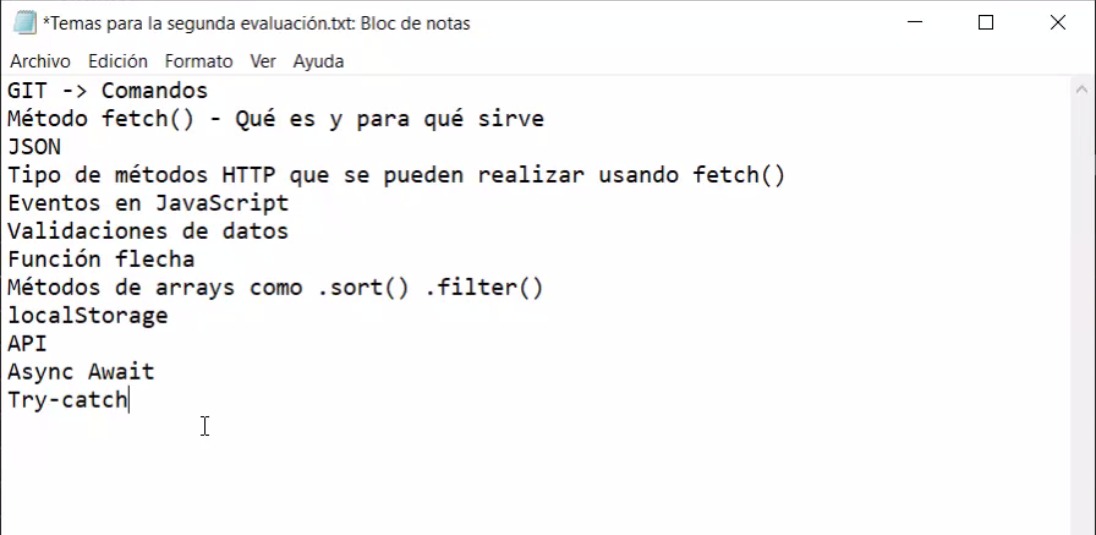 *Temas para la segunda evaluación.txt: Bloc de notas
Archivo Edición Formato Ver Ayuda
GIT -> Comandos
Método fetch() - Qué es y para qué sirve
JSON
Tipo de métodos HTTP que se pueden realizar usando fetch()
Eventos en JavaScript
Validaciones de datos
Función flecha
Métodos de arrays como .sort() .filter()
localStorage
API
Async Await
Try-catch